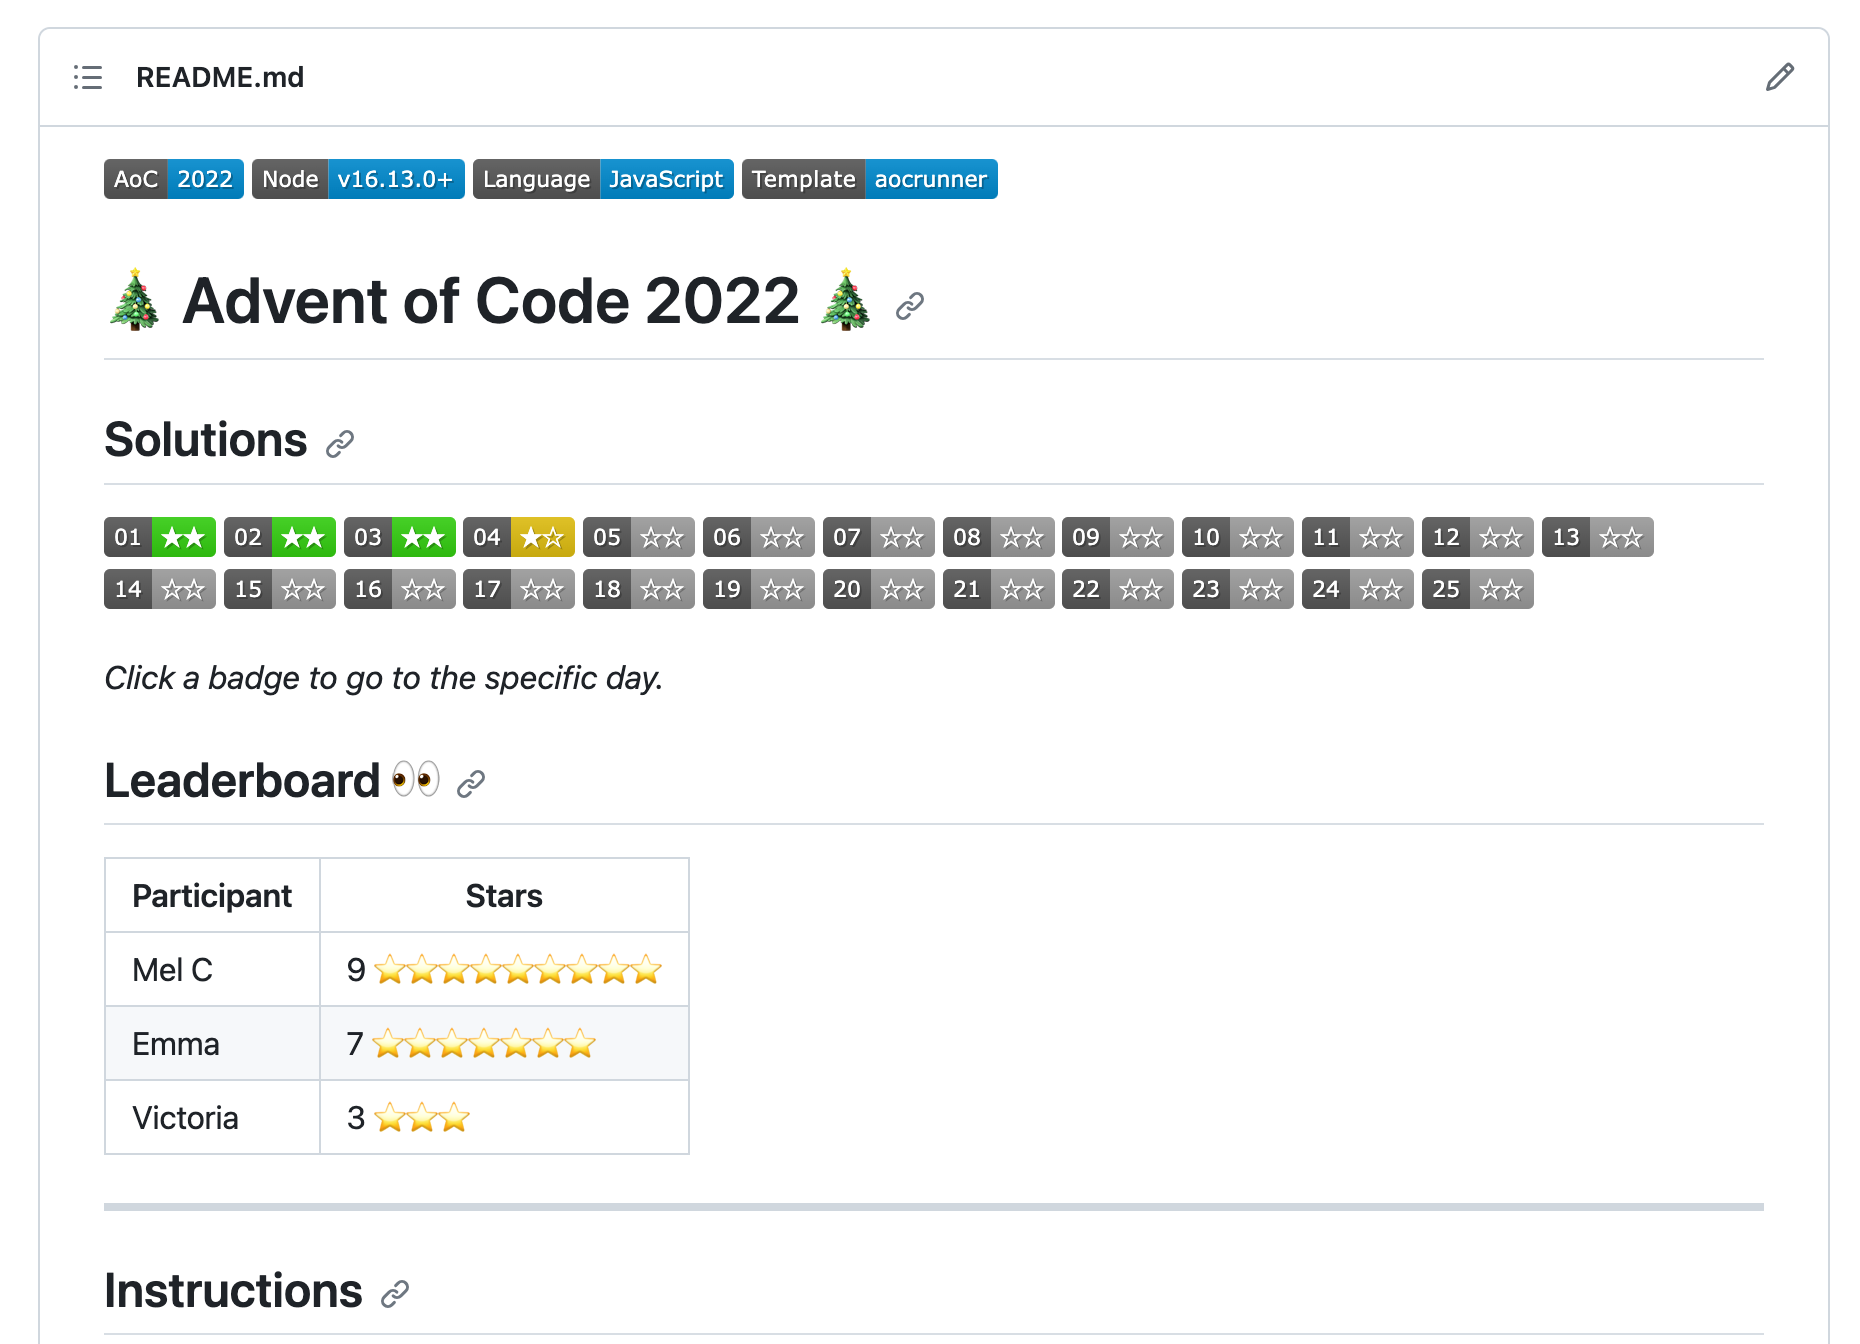 README.md
AoC 2022 Node v16.13.0+ Language JavaScript Template aocrunner
🎄 Advent of Code 2022 🎄
Solutions
01 ★★ 02 ★★ 03 ★★ 04 ★☆ 05 ☆☆ 06 ☆☆ 07 ☆☆ 08 ☆☆ 09 ☆☆ 10 ☆☆ 11 ☆☆ 12 ☆☆ 13 ☆☆
14 ☆☆ 15 ☆☆ 16 ☆☆ 17 ☆☆ 18 ☆☆ 19 ☆☆ 20 ☆☆ 21 ☆☆ 22 ☆☆ 23 ☆☆ 24 ☆☆ 25 ☆☆
Click a badge to go to the specific day.
Leaderboard 👀
Participant Stars
Mel C 9 ⭐⭐⭐⭐⭐⭐⭐⭐⭐
Emma 7 ⭐⭐⭐⭐⭐⭐⭐
Victoria 3 ⭐⭐⭐
Instructions